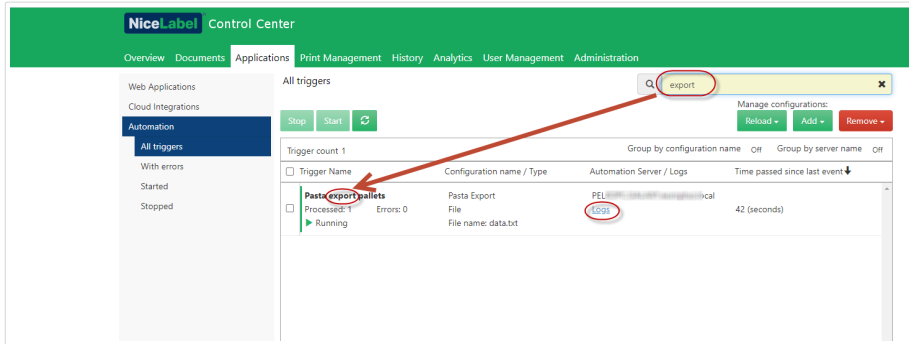 NiceLabel Control Center
Overview Documents Applications Print Management History Analytics User Management Administration
Web Applications
Cloud Integrations
Automation
All triggers
With errors
Started
Stopped
All triggers
export
Manage configurations:
Stop Start Reload Add Remove
Trigger count 1 Group by configuration name Off Group by server name Off
Trigger Name Configuration name / Type Automation Server / Logs Time passed since last event
Pasta export pallets Pasta Export PEL cal
Processed: 1 Errors: 0 File Logs 42 (seconds)
Running File name: data.txt